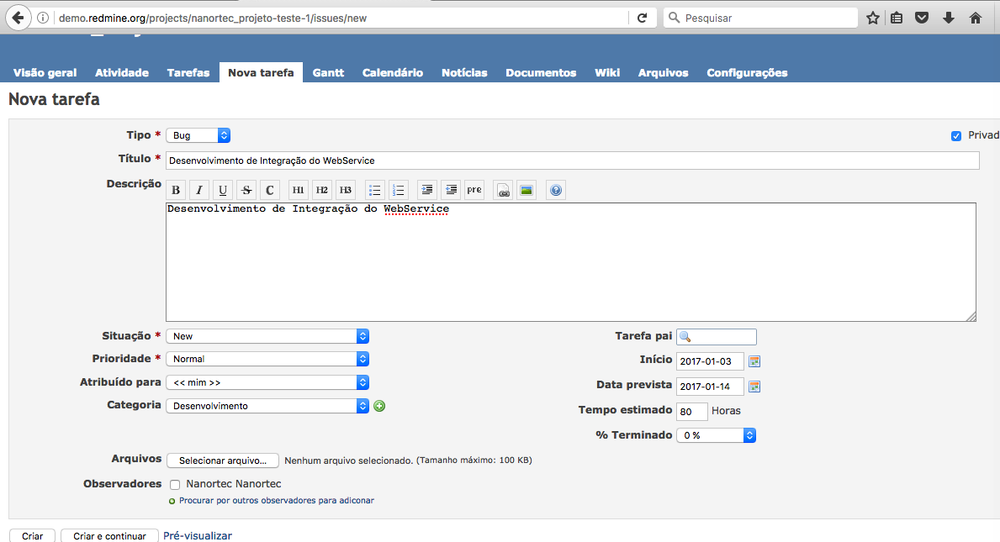 demo.redmine.org/projects/nanortec_projeto-teste-1/issues/new
Pesquisar
Visão geral Atividade Tarefas Nova tarefa Gantt Calendário Notícias Documentos Wiki Arquivos Configurações
Nova tarefa
Tipo * Bug
Privad
Título * Desenvolvimento de Integração do WebService
Descrição B I U S C H1 H2 H3 pre
Desenvolvimento de Integração do WebService
Situação * New
Tarefa pai
Prioridade * Normal
Início 2017-01-03
Atribuído para << mim >>
Data prevista 2017-01-14
Categoria Desenvolvimento
Tempo estimado 80 Horas
% Terminado 0 %
Arquivos Selecionar arquivo... Nenhum arquivo selecionado. (Tamanho máximo: 100 KB)
Observadores Nanortec Nanortec
Procurar por outros observadores para adiconar
Criar Criar e continuar Pré-visualizar